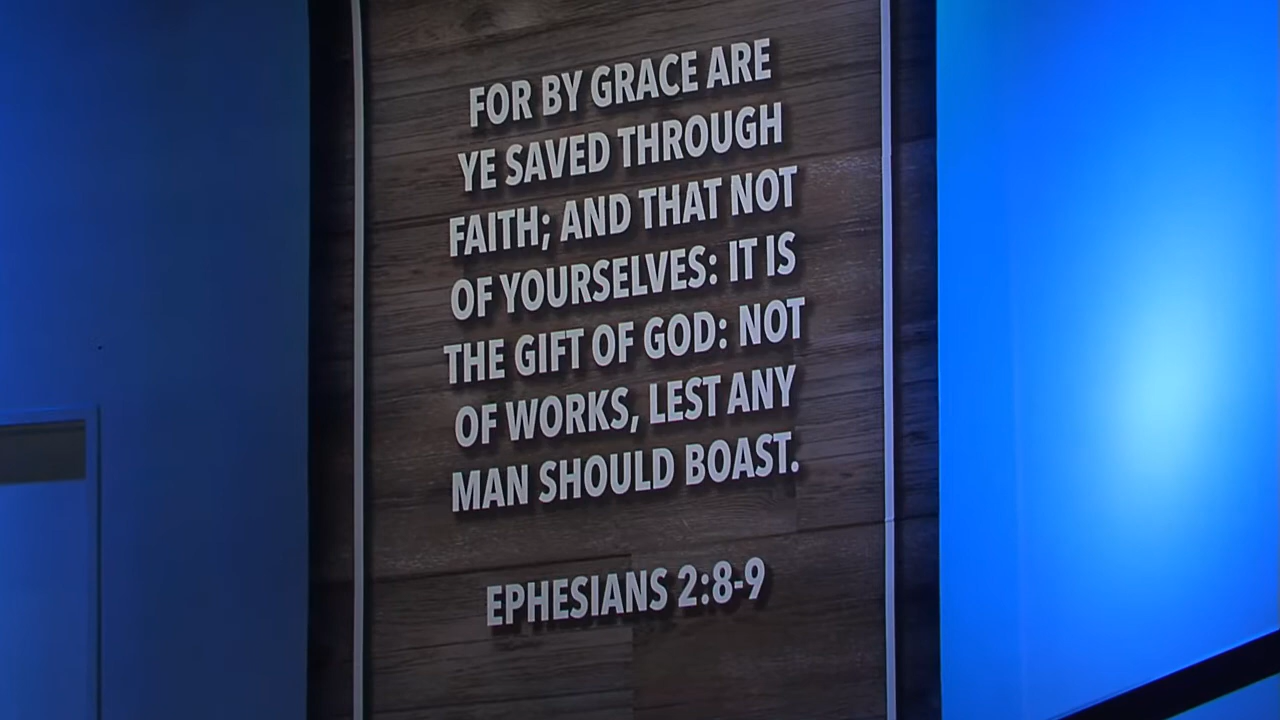 FOR BY GRACE ARE
YE SAVED THROUGH
FAITH; AND THAT NOT
OF YOURSELVES: IT IS
THE GIFT OF GOD: NOT
OF WORKS, LEST ANY
MAN SHOULD BOAST.
EPHESIANS 2:8-9